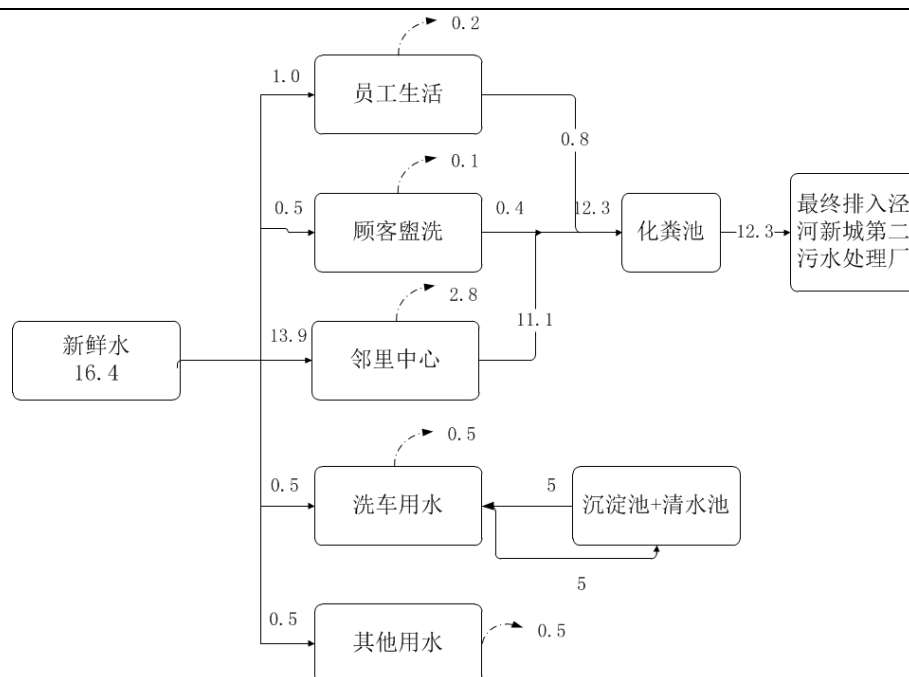 0.2
1.0
员工生活
0.8
0.1
0.5
顾客盥洗
0.4
12.3
化粪池
12.3
最终排入泾
河新城第二
污水处理厂
2.8
11.1
13.9
邻里中心
新鲜水
16.4
0.5
0.5
洗车用水
5
沉淀池+清水池
5
0.5
其他用水
0.5